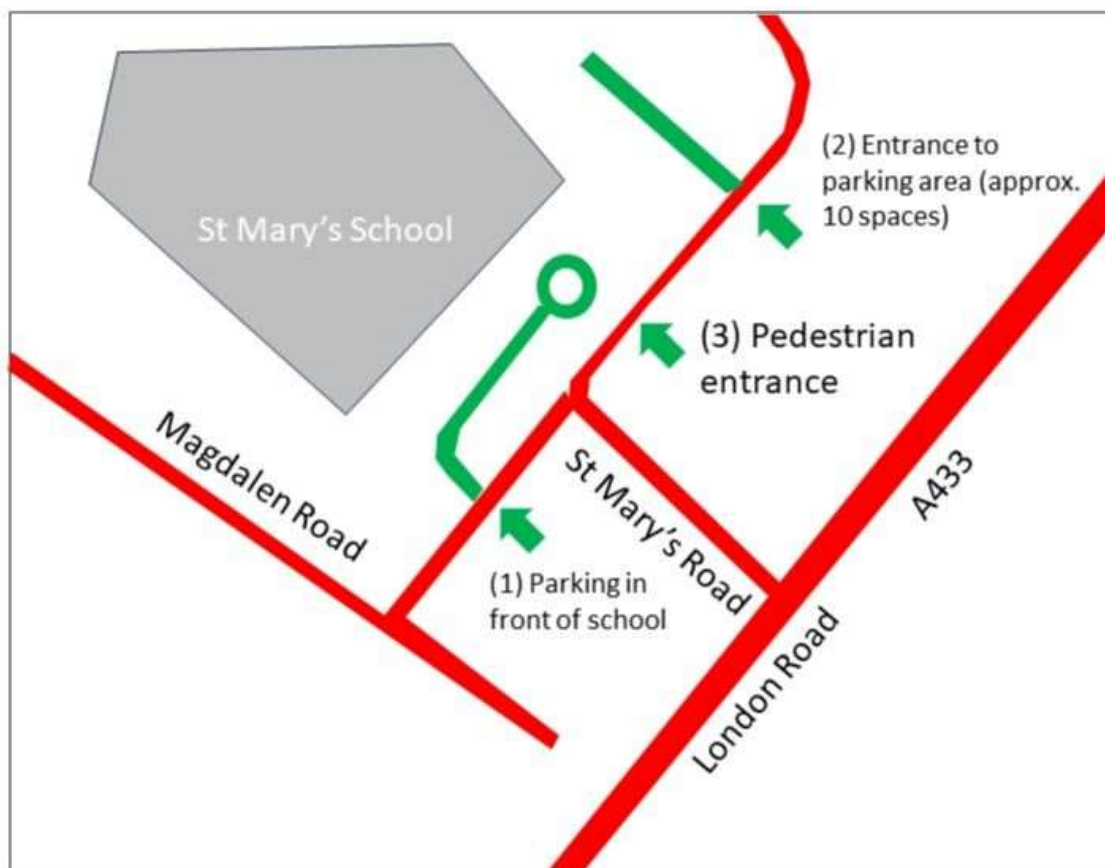 (2) Entrance to
parking area (approx.
10 spaces)
St Mary's School
(3) Pedestrian
entrance
Magdalen Road
St Mary's Road
A433
(1) Parking in
front of school
London Road